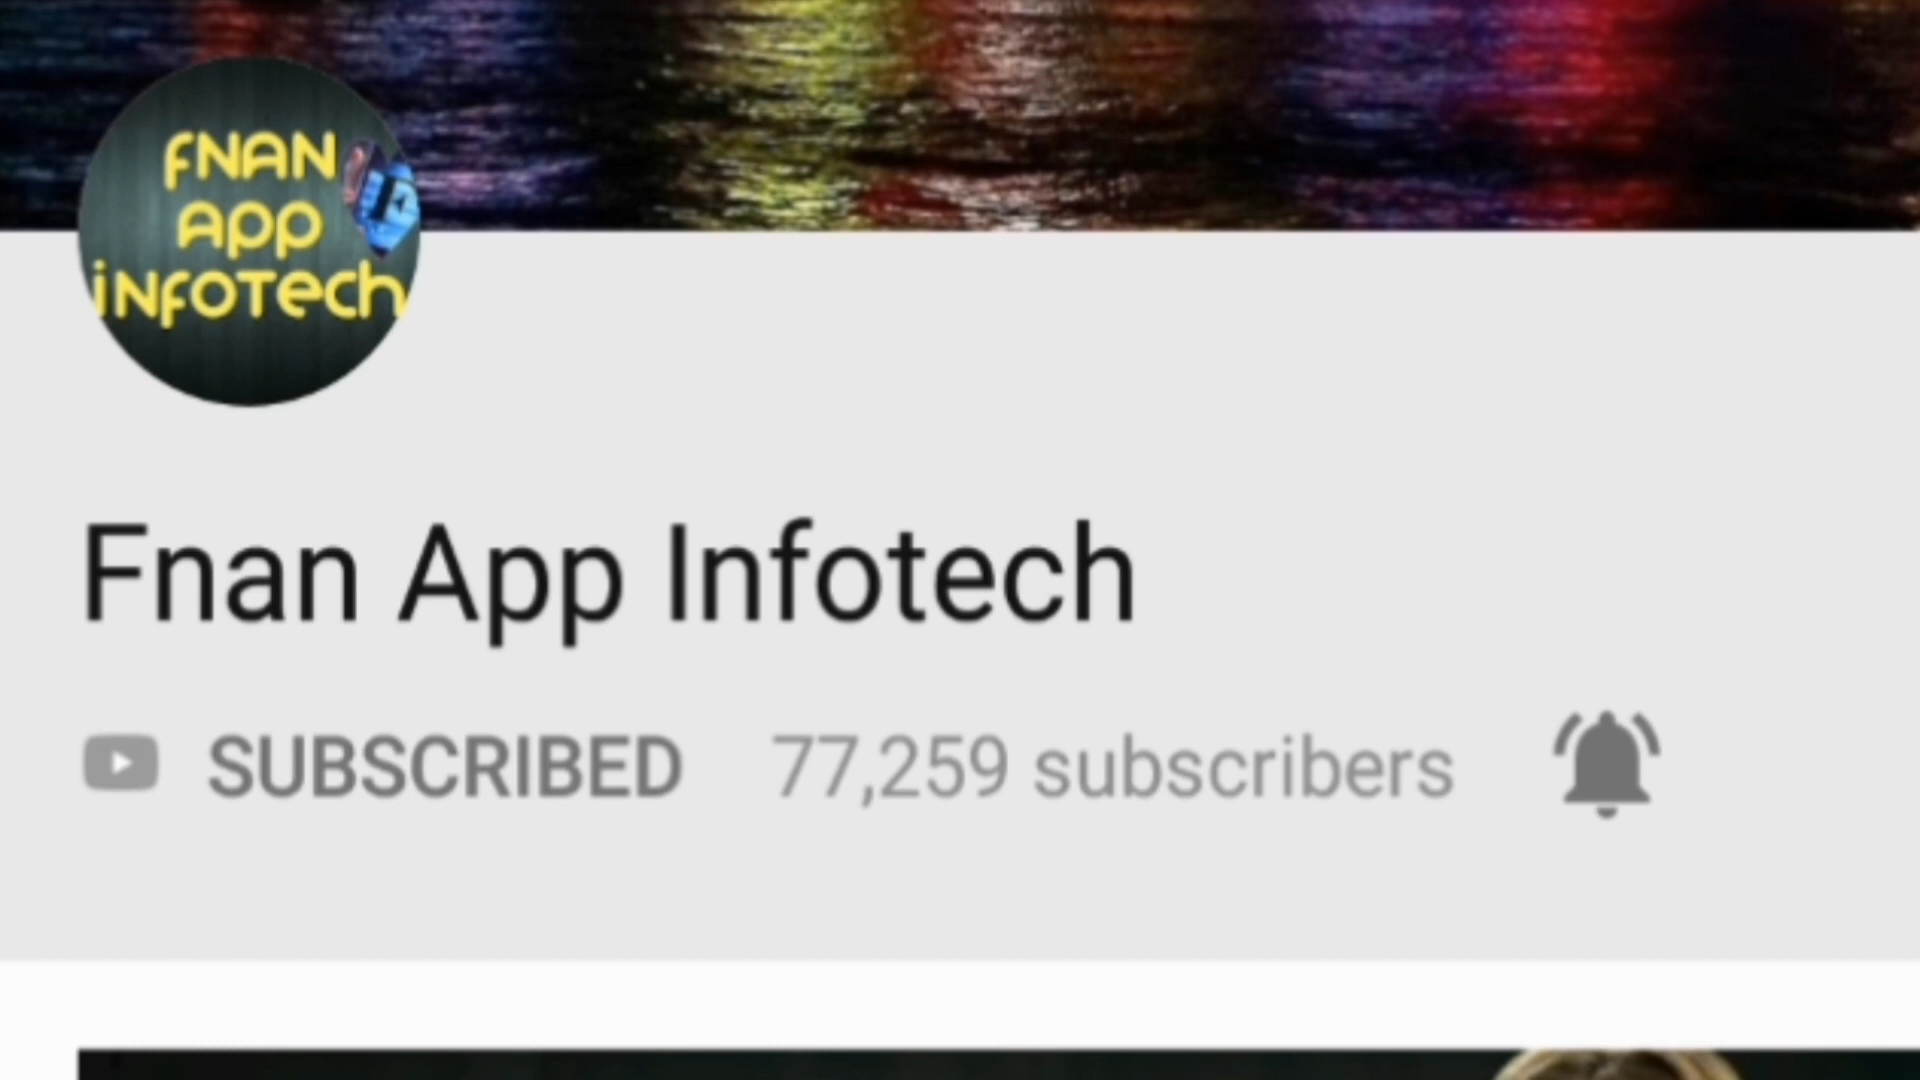 FNAN
APP
iNFOTECH
F
Fnan App Infotech
SUBSCRIBED 77,259 subscribers